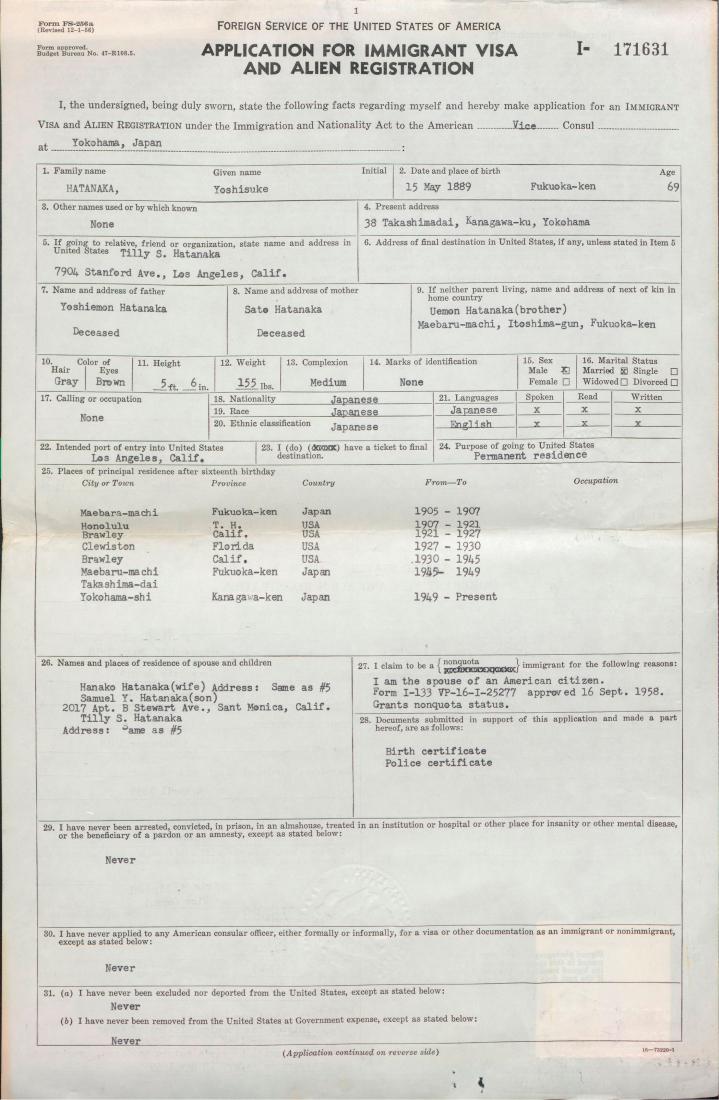 1
Form FS-256a
(Revised 12-1-56)
Form approved.
Budget Bureau No. 47-R108.5.
FOREIGN SERVICE OF THE UNITED STATES OF AMERICA
APPLICATION FOR IMMIGRANT VISA
AND ALIEN REGISTRATION
I- 171631
I, the undersigned, being duly sworn, state the following facts regarding myself and hereby make application for an IMMIGRANT
VISA and ALIEN REGISTRATION under the Immigration and Nationality Act to the American Vice Consul
at Yokohama, Japan :
1. Family name Given name Initial
HATANAKA, Yoshisuke
2. Date and place of birth Age
15 May 1889 Fukuoka-ken 69
3. Other names used or by which known
None
4. Present address
38 Takashimadai, Kanagawa-ku, Yokohama
5. If going to relative, friend or organization, state name and address in
United States Tilly S. Hatanaka
7904 Stanford Ave., Los Angeles, Calif.
6. Address of final destination in United States, if any, unless stated in Item 5
7. Name and address of father
Yoshiemon Hatanaka
Deceased
8. Name and address of mother
Sato Hatanaka
Deceased
9. If neither parent living, name and address of next of kin in
home country
Uemon Hatanaka(brother)
Maebaru-machi, Itoshima-gun, Fukuoka-ken
10. Color of
Hair Eyes
Gray Brown
11. Height
5 ft. 6 in.
12. Weight
155 lbs.
13. Complexion
Medium
14. Marks of identification
None
15. Sex
Male X
Female
16. Marital Status
Married X Single
Widowed Divorced
17. Calling or occupation
None
18. Nationality Japanese
19. Race Japanese
20. Ethnic classification Japanese
21. Languages Spoken Read Written
Japanese x x x
English x x x
22. Intended port of entry into United States
Los Angeles, Calif.
23. I (do) (xxxxx) have a ticket to final
destination.
24. Purpose of going to United States
Permanent residence
25. Places of principal residence after sixteenth birthday
City or Town Province Country From—To Occupation
Maebara-machi Fukuoka-ken Japan 1905 - 1907
Honolulu T. H. USA 1907 - 1921
Brawley Calif. USA 1921 - 1927
Clewiston Florida USA 1927 - 1930
Brawley Calif. USA 1930 - 1945
Maebaru-machi Fukuoka-ken Japan 1945- 1949
Takashima-dai
Yokohama-shi Kanagawa-ken Japan 1949 - Present
26. Names and places of residence of spouse and children
Hanako Hatanaka(wife) Address: Same as #5
Samuel Y. Hatanaka(son)
2017 Apt. B Stewart Ave., Sant Monica, Calif.
Tilly S. Hatanaka
Address: Same as #5
27. I claim to be a {nonquota} immigrant for the following reasons:
I am the spouse of an American citizen.
Form I-133 VP-16-I-25277 approved 16 Sept. 1958.
Grants nonquota status.
28. Documents submitted in support of this application and made a part
hereof, are as follows:
Birth certificate
Police certificate
29. I have never been arrested, convicted, in prison, in an almshouse, treated in an institution or hospital or other place for insanity or other mental disease,
or the beneficiary of a pardon or an amnesty, except as stated below:
Never
30. I have never applied to any American consular officer, either formally or informally, for a visa or other documentation as an immigrant or nonimmigrant,
except as stated below:
Never
31. (a) I have never been excluded nor deported from the United States, except as stated below:
Never
(b) I have never been removed from the United States at Government expense, except as stated below:
Never
(Application continued on reverse side)
16—73220-1